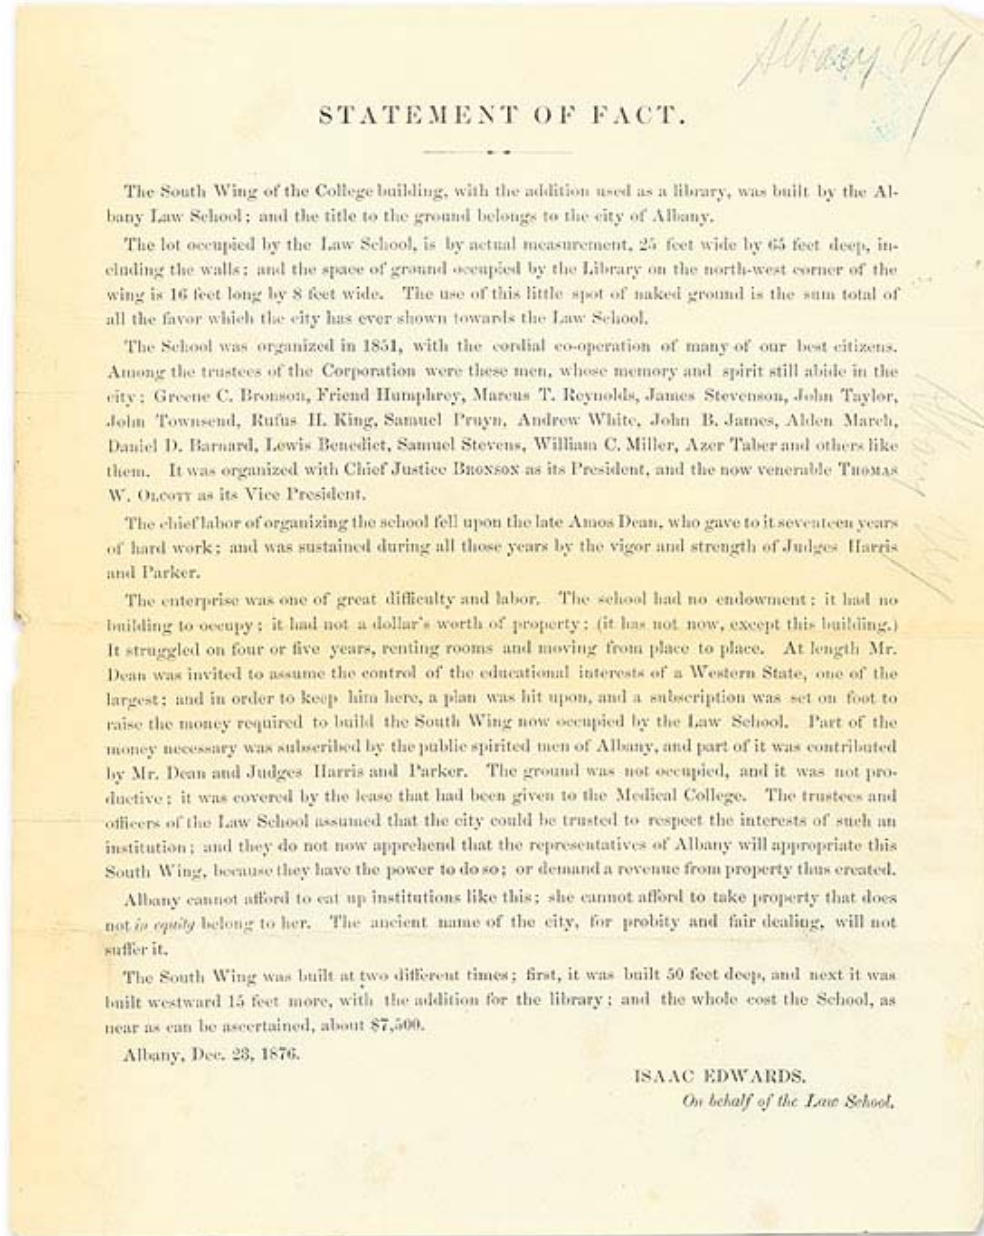 Albany NY
STATEMENT OF FACT.
The South Wing of the College building, with the addition used as a library, was built by the Al-
bany Law School; and the title to the ground belongs to the city of Albany.
The lot occupied by the Law School, is by actual measurement, 25 feet wide by 65 feet deep, in-
cluding the walls; and the space of ground occupied by the Library on the north-west corner of the
wing is 16 feet long by 8 feet wide. The use of this little spot of naked ground is the sum total of
all the favor which the city has ever shown towards the Law School.
The School was organized in 1851, with the cordial co-operation of many of our best citizens.
Among the trustees of the Corporation were these men, whose memory and spirit still abide in the
city; Greene C. Bronson, Friend Humphrey, Marcus T. Reynolds, James Stevenson, John Taylor,
John Townsend, Rufus H. King, Samuel Pruyn, Andrew White, John B. James, Alden March,
Daniel D. Barnard, Lewis Benedict, Samuel Stevens, William C. Miller, Azer Taber and others like
them. It was organized with Chief Justice BRONSON as its President, and the now venerable THOMAS
W. OLCOTT as its Vice President.
The chief labor of organizing the school fell upon the late Amos Dean, who gave to it seventeen years
of hard work; and was sustained during all those years by the vigor and strength of Judges Harris
and Parker.
The enterprise was one of great difficulty and labor. The school had no endowment; it had no
building to occupy; it had not a dollar's worth of property; (it has not now, except this building.)
It struggled on four or five years, renting rooms and moving from place to place. At length Mr.
Dean was invited to assume the control of the educational interests of a Western State, one of the
largest; and in order to keep him here, a plan was hit upon, and a subscription was set on foot to
raise the money required to build the South Wing now occupied by the Law School. Part of the
money necessary was subscribed by the public spirited men of Albany, and part of it was contributed
by Mr. Dean and Judges Harris and Parker. The ground was not occupied, and it was not pro-
ductive; it was covered by the lease that had been given to the Medical College. The trustees and
officers of the Law School assumed that the city could be trusted to respect the interests of such an
institution; and they do not now apprehend that the representatives of Albany will appropriate this
South Wing, because they have the power to do so; or demand a revenue from property thus created.
Albany cannot afford to eat up institutions like this; she cannot afford to take property that does
not in equity belong to her. The ancient name of the city, for probity and fair dealing, will not
suffer it.
The South Wing was built at two different times; first, it was built 50 feet deep, and next it was
built westward 15 feet more, with the addition for the library; and the whole cost the School, as
near as can be ascertained, about $7,500.
Albany, Dec. 23, 1876.
ISAAC EDWARDS.
On behalf of the Law School.